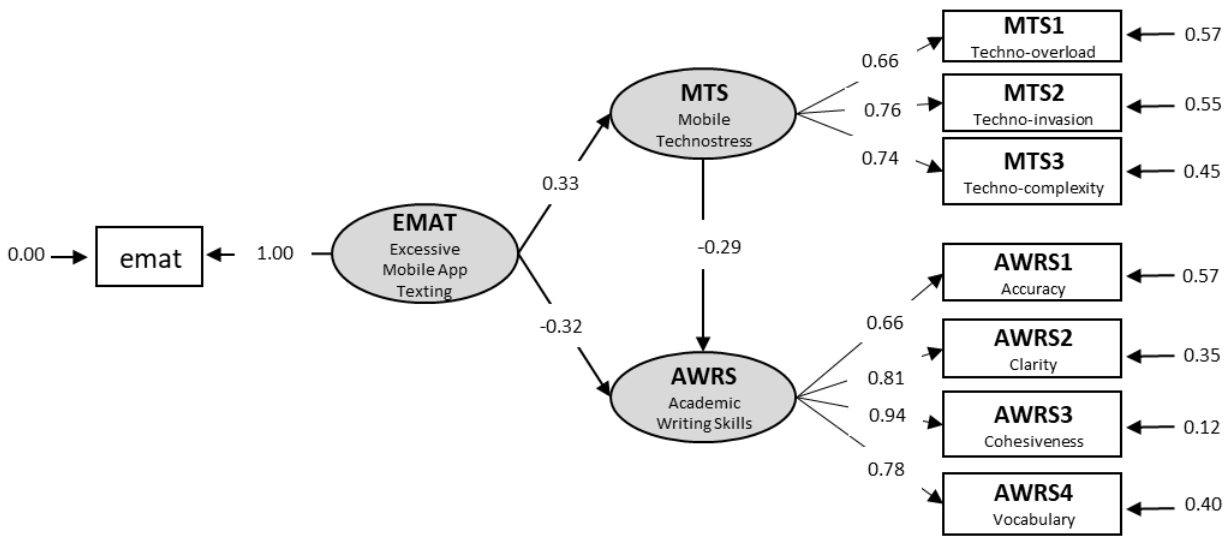 MTS1
Techno-overload
0.57
0.66
MTS
Mobile
Technostress
0.76
MTS2
Techno-invasion
0.55
0.74
MTS3
Techno-complexity
0.45
0.33
EMAT
Excessive
Mobile App
Texting
0.00
emat
1.00
-0.29
-0.32
AWRS1
Accuracy
0.57
0.66
AWRS2
Clarity
0.35
AWRS
Academic
Writing Skills
0.81
0.94
AWRS3
Cohesiveness
0.12
0.78
AWRS4
Vocabulary
0.40